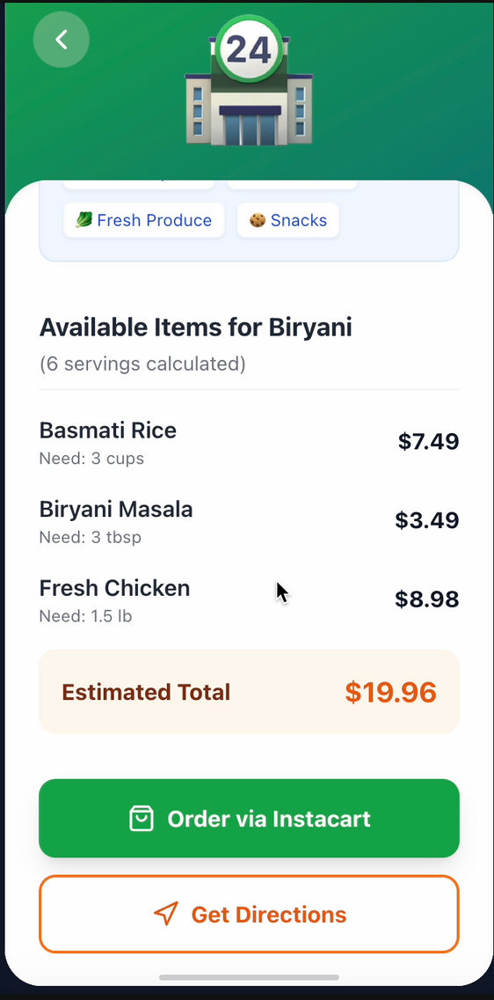 24
Fresh Produce
Snacks
Available Items for Biryani
(6 servings calculated)
Basmati Rice
$7.49
Need: 3 cups
Biryani Masala
$3.49
Need: 3 tbsp
Fresh Chicken
$8.98
Need: 1.5 lb
Estimated Total
$19.96
Order via Instacart
Get Directions